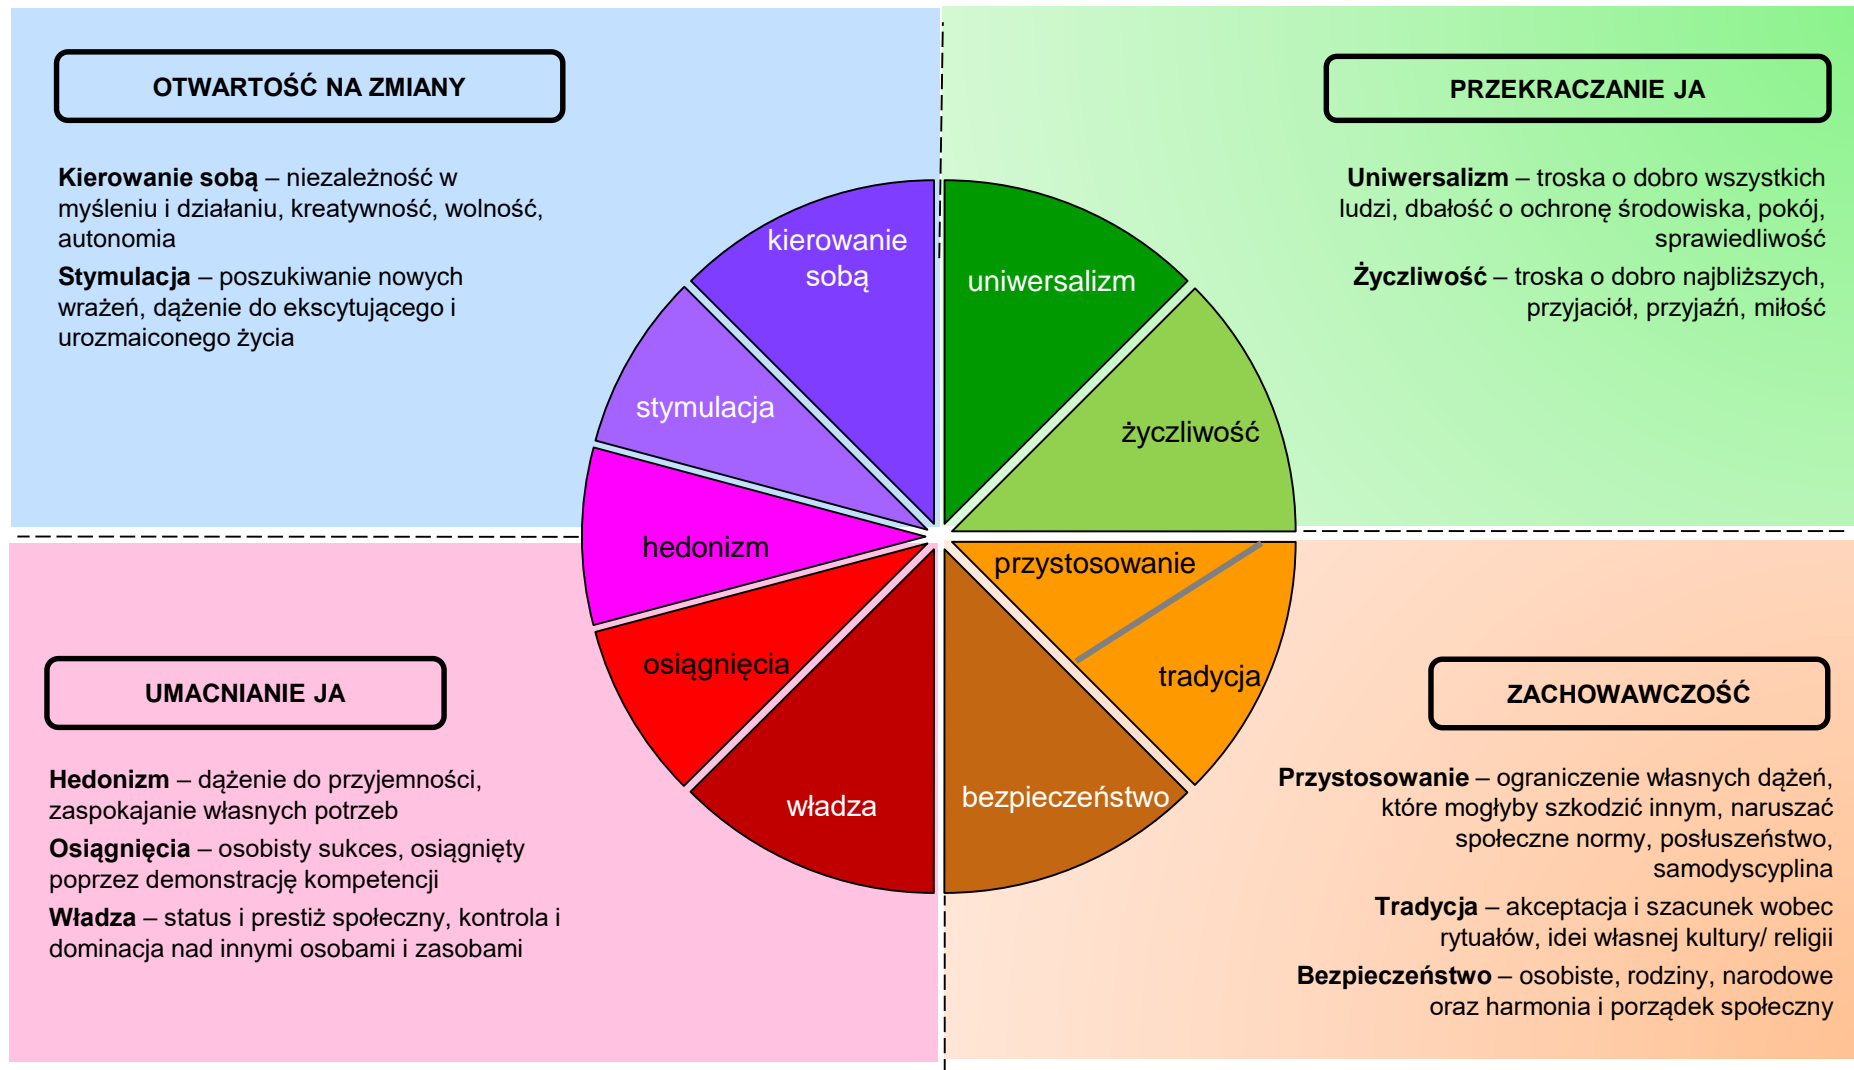 OTWARTOŚĆ NA ZMIANY
Kierowanie sobą – niezależność w
myśleniu i działaniu, kreatywność, wolność,
autonomia
Stymulacja – poszukiwanie nowych
wrażeń, dążenie do ekscytującego i
urozmaiconego życia
PRZEKRACZANIE JA
Uniwersalizm – troska o dobro wszystkich
ludzi, dbałość o ochronę środowiska, pokój,
sprawiedliwość
Życzliwość – troska o dobro najbliższych,
przyjaciół, przyjaźń, miłość
kierowanie
sobą
uniwersalizm
stymulacja
życzliwość
hedonizm
przystosowanie
osiągnięcia
tradycja
władza
bezpieczeństwo
UMACNIANIE JA
Hedonizm – dążenie do przyjemności,
zaspokajanie własnych potrzeb
Osiągnięcia – osobisty sukces, osiągnięty
poprzez demonstrację kompetencji
Władza – status i prestiż społeczny, kontrola i
dominacja nad innymi osobami i zasobami
ZACHOWAWCZOŚĆ
Przystosowanie – ograniczenie własnych dążeń,
które mogłyby szkodzić innym, naruszać
społeczne normy, posłuszeństwo,
samodyscyplina
Tradycja – akceptacja i szacunek wobec
rytuałów, idei własnej kultury/ religii
Bezpieczeństwo – osobiste, rodziny, narodowe
oraz harmonia i porządek społeczny